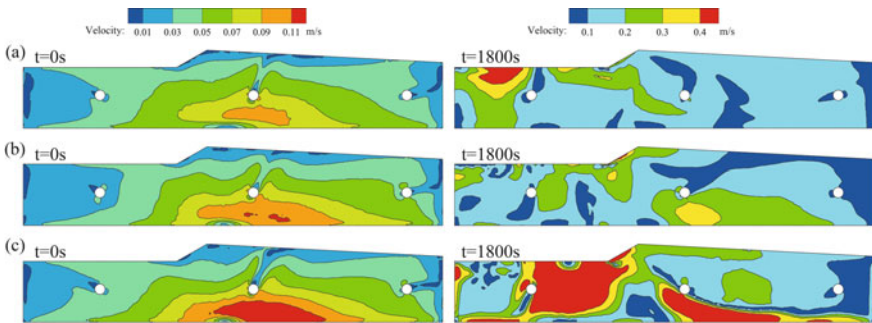 Velocity: 0.01 0.03 0.05 0.07 0.09 0.11 m/s
Velocity: 0.1 0.2 0.3 0.4 m/s
(a) t=0s t=1800s
(b) t=0s t=1800s
(c) t=0s t=1800s